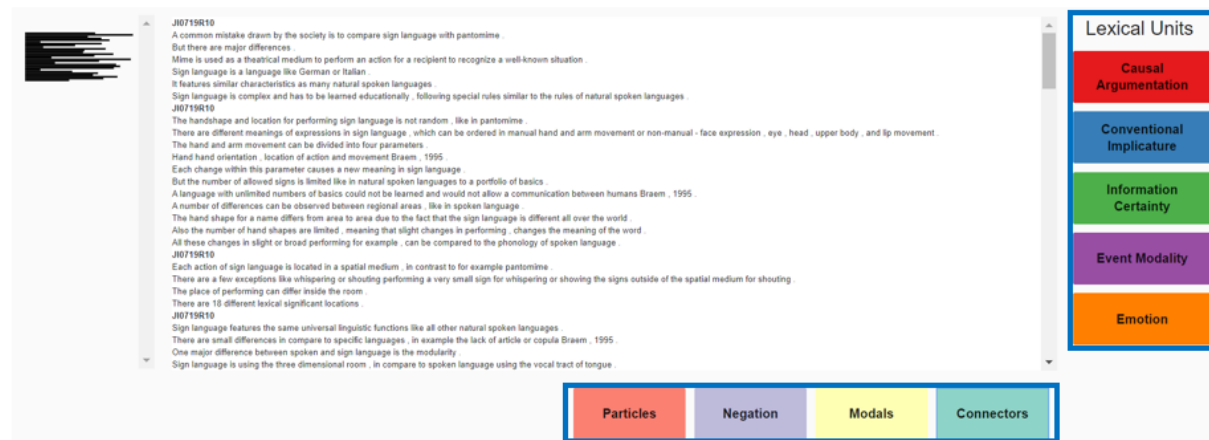 JI0719R10
A common mistake drawn by the society is to compare sign language with pantomime .
But there are major differences .
Mime is used as a theatrical medium to perform an action for a recipient to recognize a well-known situation .
Sign language is a language like German or Italian .
It features similar characteristics as many natural spoken languages .
Sign language is complex and has to be learned educationally , following special rules similar to the rules of natural spoken languages .
JI0719R10
The handshape and location for performing sign language is not random , like in pantomime .
There are different meanings of expressions in sign language , which can be ordered in manual hand and arm movement or non-manual - face expression , eye , head , upper body , and lip movement .
The hand and arm movement can be divided into four parameters .
Hand hand orientation , location of action and movement Braem , 1995 .
Each change within this parameter causes a new meaning in sign language .
But the number of allowed signs is limited like in natural spoken languages to a portfolio of basics .
A language with unlimited numbers of basics could not be learned and would not allow a communication between humans Braem , 1995 .
A number of differences can be observed between regional areas , like in spoken language .
The hand shape for a name differs from area to area due to the fact that the sign language is different all over the world .
Also the number of hand shapes are limited , meaning that slight changes in performing , changes the meaning of the word .
All these changes in slight or broad performing for example , can be compared to the phonology of spoken language .
JI0719R10
Each action of sign language is located in a spatial medium , in contrast to for example pantomime .
There are a few exceptions like whispering or shouting performing a very small sign for whispering or showing the signs outside of the spatial medium for shouting .
The place of performing can differ inside the room .
There are 18 different lexical significant locations .
JI0719R10
Sign language features the same universal linguistic functions like all other natural spoken languages .
There are small differences in compare to specific languages , in example the lack of article or copula Braem , 1995 .
One major difference between spoken and sign language is the modularity .
Sign language is using the three dimensional room , in compare to spoken language using the vocal tract of tongue .
Lexical Units
Causal
Argumentation
Conventional
Implicature
Information
Certainty
Event Modality
Emotion
Particles
Negation
Modals
Connectors